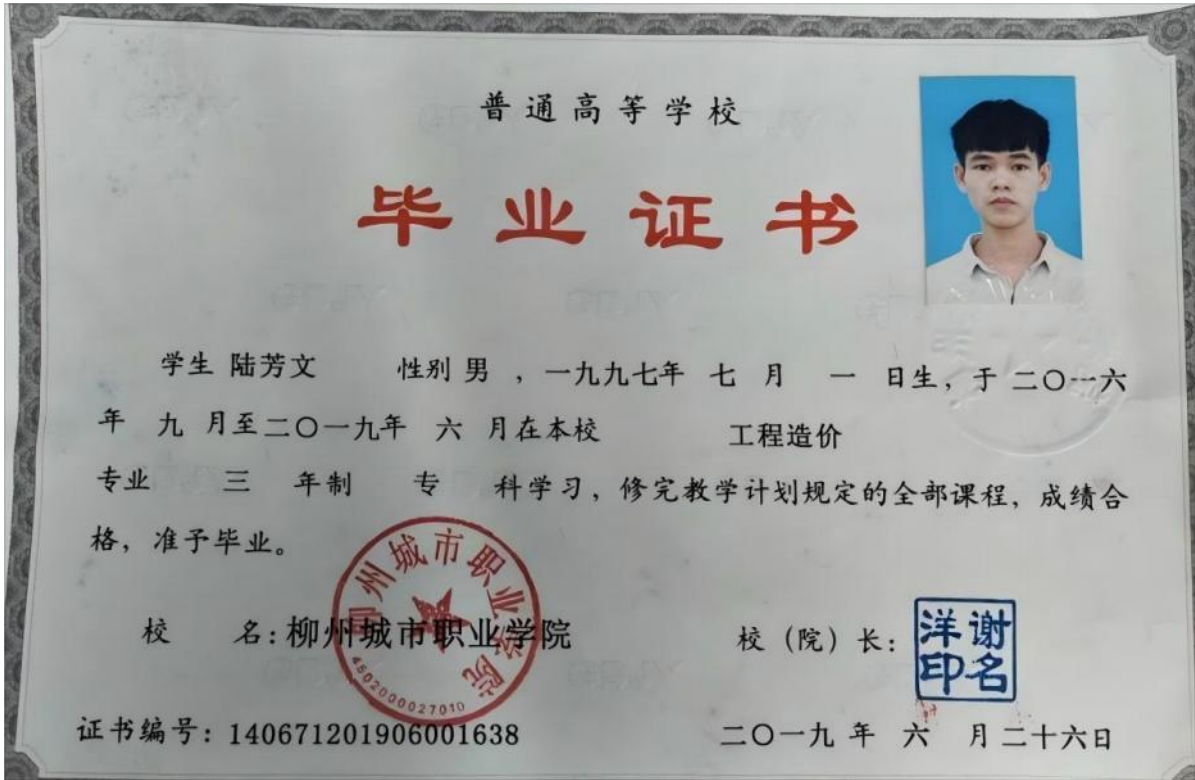 普通高等学校
毕业证书
学生 陆芳文 性别 男 ，一九九七年 七 月 一 日生，于 二〇一六
年 九 月至二〇一九年 六 月在本校 工程造价
专业 三 年制 专 科学习，修完教学计划规定的全部课程，成绩合
格，准予毕业。
柳州城市职业学院
4502000027010
校 名：柳州城市职业学院
校（院）长：
谢名洋印
证书编号：140671201906001638
二〇一九 年 六 月 二十六日